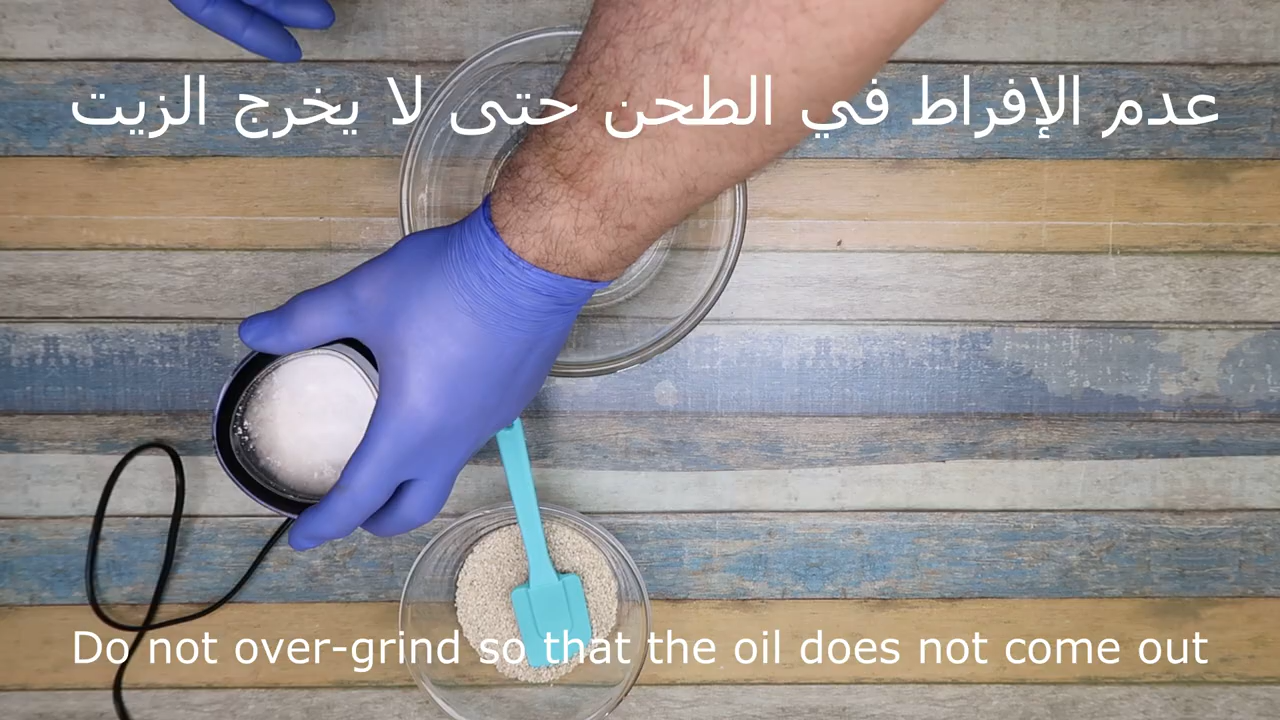 عدم الإفراط في الطحن حتى لا يخرج الزيت
Do not over-grind so that the oil does not come out